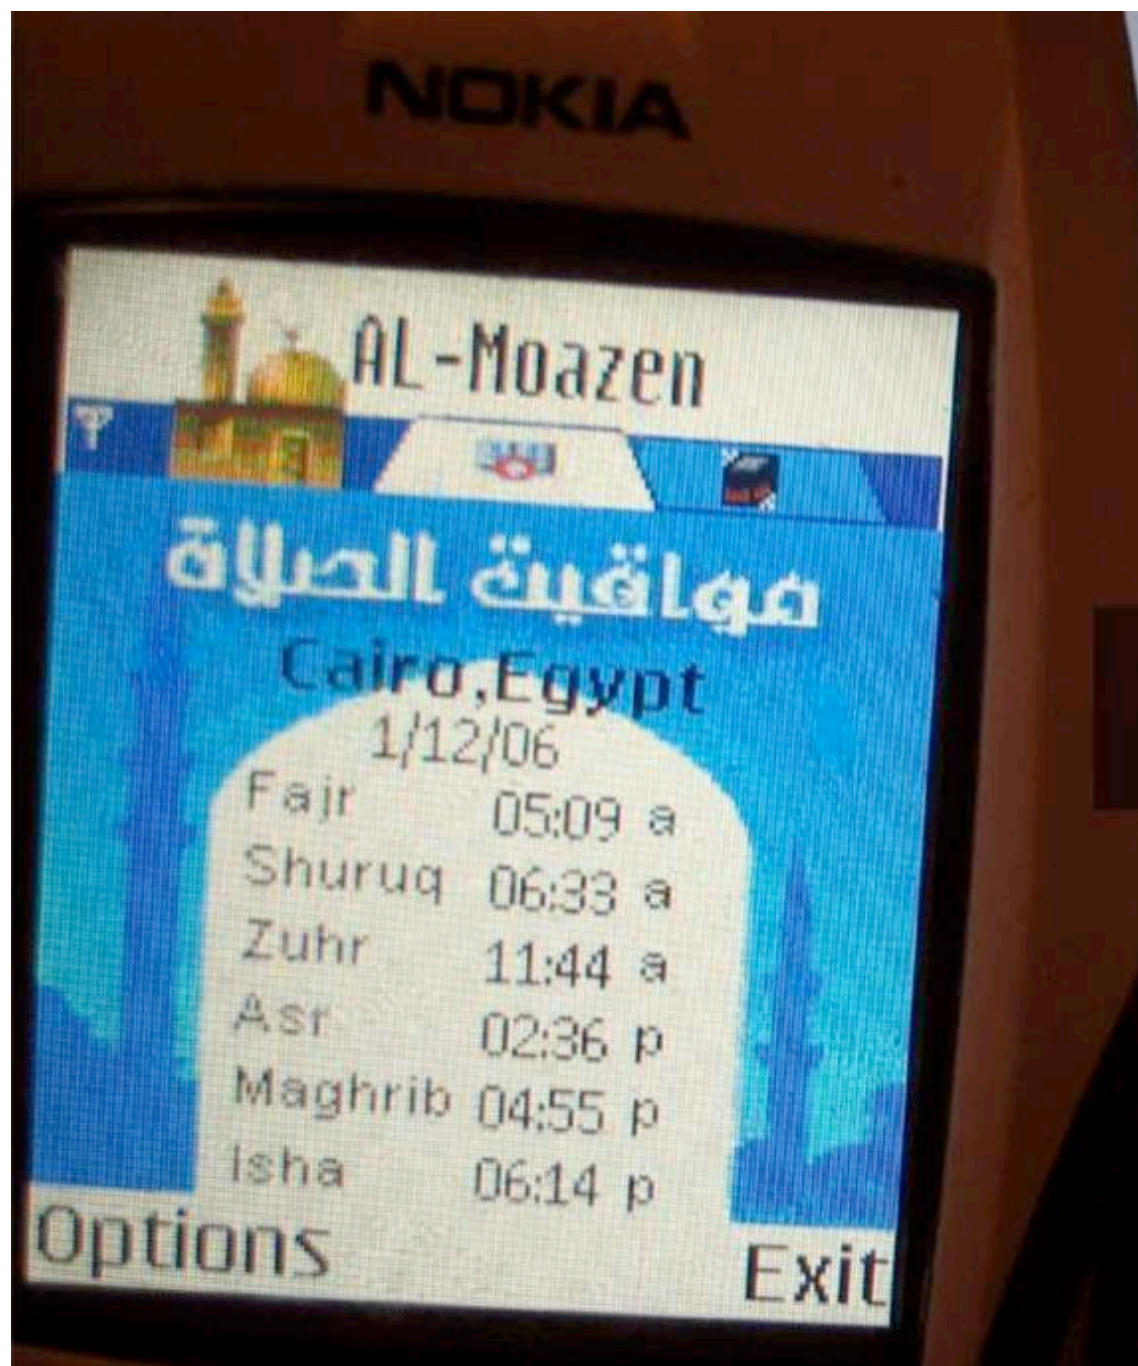 NOKIA
AL-Moazen
مواقيت الصلاة
Cairo,Egypt
1/12/06
Fajr 05:09 a
Shuruq 06:33 a
Zuhr 11:44 a
Asr 02:36 p
Maghrib 04:55 p
Isha 06:14 p
Options Exit